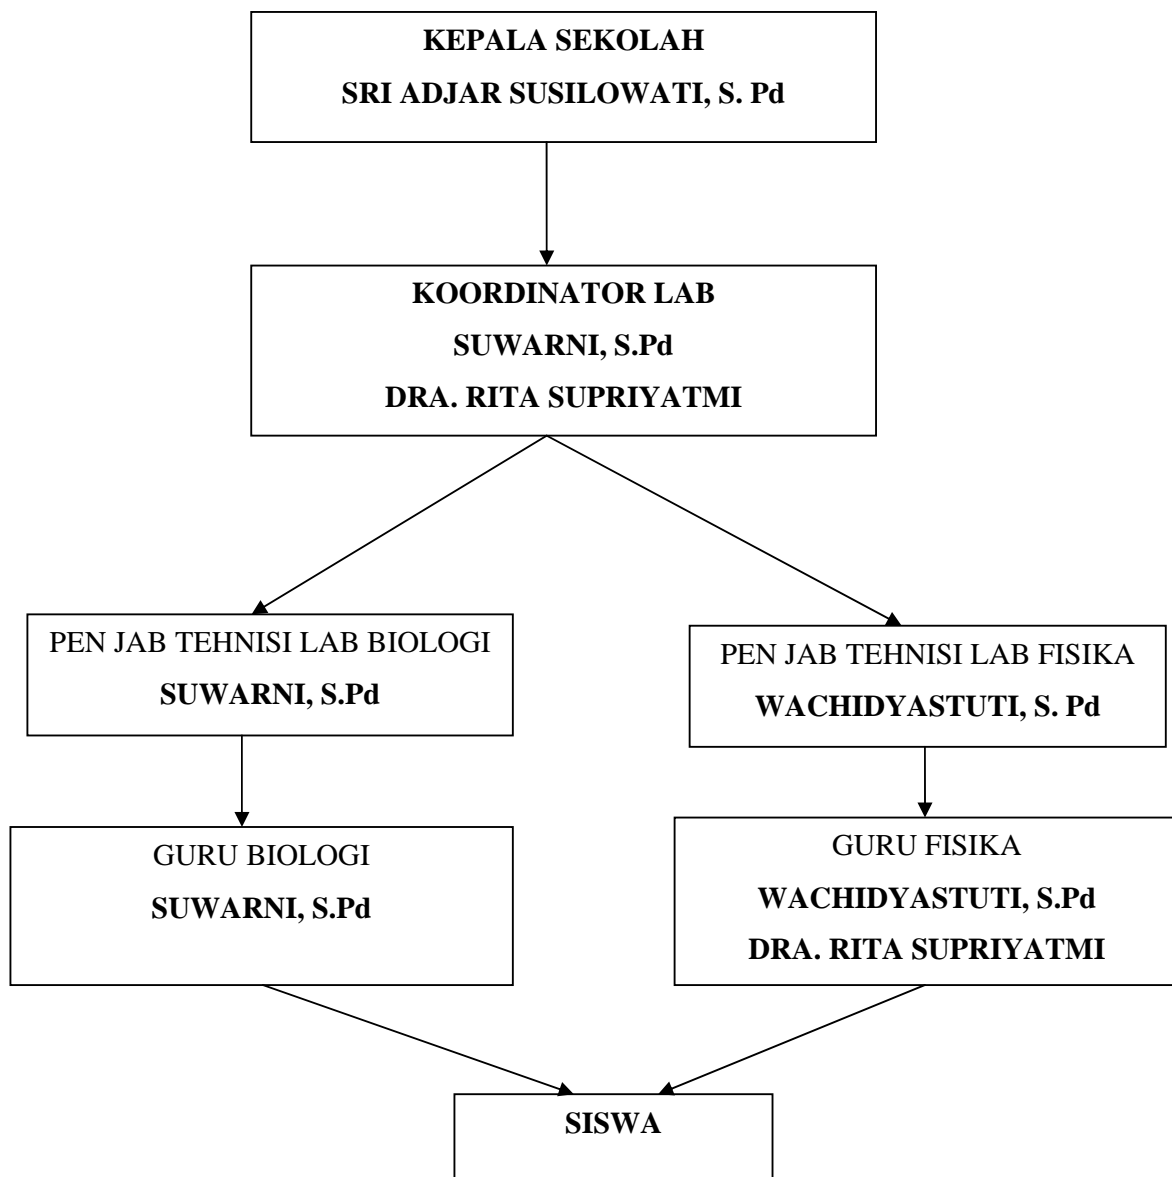 KEPALA SEKOLAH
SRI ADJAR SUSILOWATI, S. Pd
KOORDINATOR LAB
SUWARNI, S.Pd
DRA. RITA SUPRIYATMI
PEN JAB TEHNISI LAB BIOLOGI
SUWARNI, S.Pd
PEN JAB TEHNISI LAB FISIKA
WACHIDYASTUTI, S. Pd
GURU BIOLOGI
SUWARNI, S.Pd
GURU FISIKA
WACHIDYASTUTI, S.Pd
DRA. RITA SUPRIYATMI
SISWA